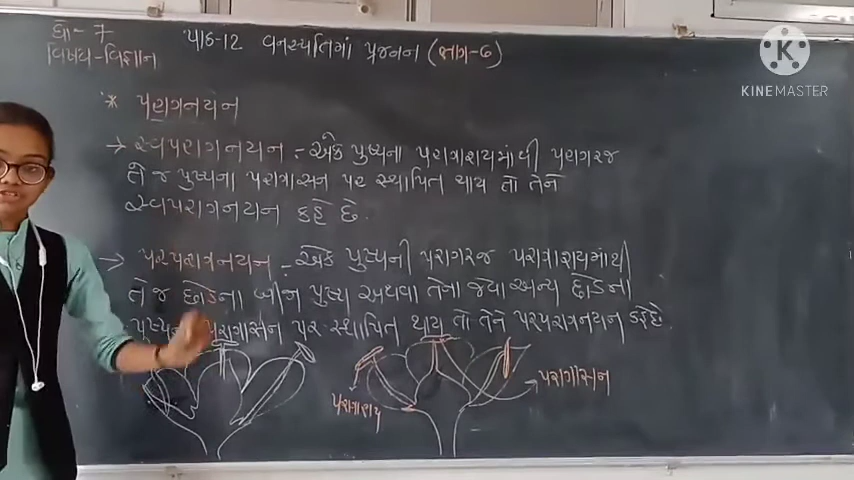 ધો-7
વિષય-વિજ્ઞાન
પાઠ-12 વનસ્પતિમાં પ્રજનન (ભાગ-6)
KINEMASTER
* પરાગનયન
→ સ્વપરાગનયન :- એક પુષ્પના પરાગાશયમાંથી પરાગરજ
તે જ પુષ્પના પરાગાસન પર સ્થાપિત થાય તો તેને
સ્વપરાગનયન કહે છે.
→ પરપરાગનયન :- એક પુષ્પની પરાગરજ પરાગાશયમાંથી
તે જ છોડના બીજા પુષ્પ અથવા તેના જેવા અન્ય છોડના
પુષ્પના પરાગાસન પર સ્થાપિત થાય તો તેને પરપરાગનયન કહે છે.
પરાગાશય
પરાગાસન